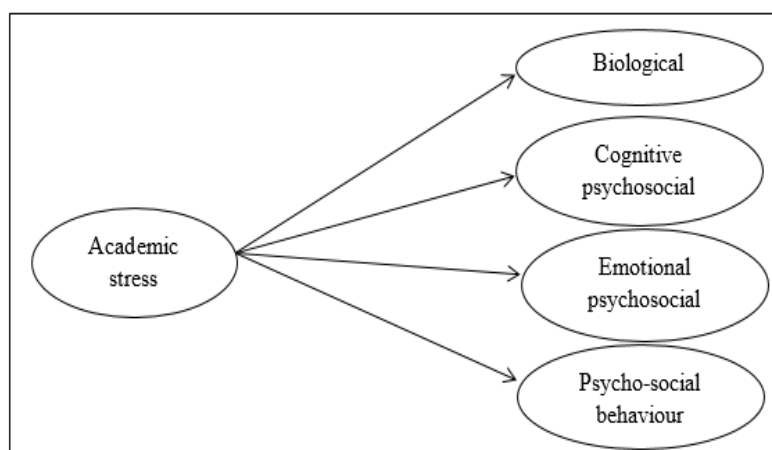 Biological
Cognitive
psychosocial
Academic
stress
Emotional
psychosocial
Psycho-social
behaviour